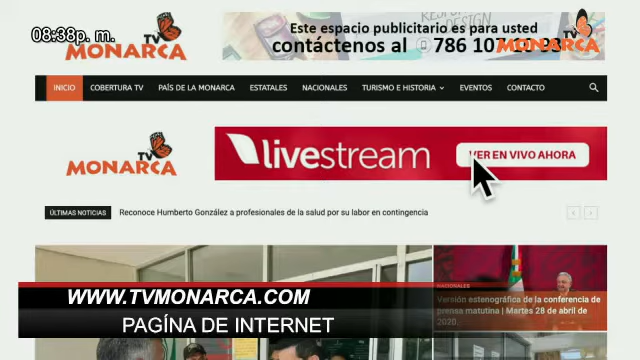 08:38p. m.
TV
MONARCA
Este espacio publicitario es para usted
contáctenos al 786 107
TV
MONARCA
INICIO COBERTURA TV PAÍS DE LA MONARCA ESTATALES NACIONALES TURISMO E HISTORIA EVENTOS CONTACTO
TV
MONARCA
livestream VER EN VIVO AHORA
ÚLTIMAS NOTICIAS Reconoce Humberto González a profesionales de la salud por su labor en contingencia
NACIONALES
Versión estenográfica de la conferencia de
prensa matutina | Martes 28 de abril de
2020
WWW.TVMONARCA.COM
PAGÍNA DE INTERNET